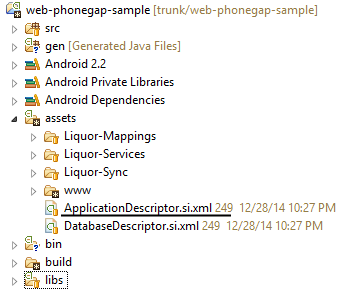 web-phonegap-sample [trunk/web-phonegap-sample]
src
gen [Generated Java Files]
Android 2.2
Android Private Libraries
Android Dependencies
assets
Liquor-Mappings
Liquor-Services
Liquor-Sync
www
ApplicationDescriptor.si.xml 249 12/28/14 10:27 PM
DatabaseDescriptor.si.xml 249 12/28/14 10:27 PM
bin
build
libs